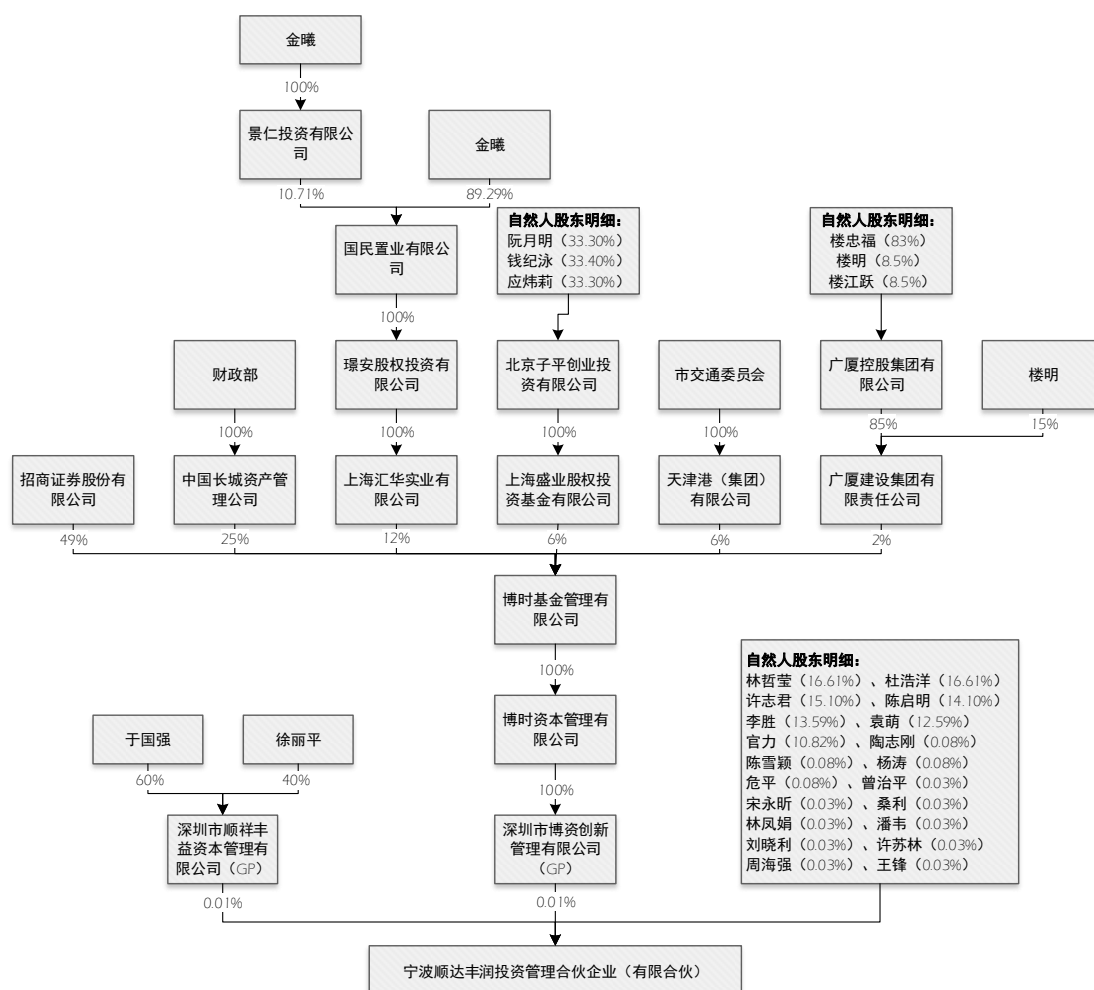 金曦
100%
景仁投资有限公
司
金曦
10.71%
89.29%
国民置业有限公
司
自然人股东明细：
阮月明（33.30%）
钱纪泳（33.40%）
应炜莉（33.30%）
自然人股东明细：
楼忠福（83%）
楼明（8.5%）
楼江跃（8.5%）
100%
财政部
璟安股权投资有
限公司
北京子平创业投
资有限公司
市交通委员会
广厦控股集团有
限公司
楼明
100%
100%
100%
100%
85%
15%
招商证券股份有
限公司
中国长城资产管
理公司
上海汇华实业有
限公司
上海盛业股权投
资基金有限公司
天津港（集团）
有限公司
广厦建设集团有
限责任公司
49%
25%
12%
6%
6%
2%
博时基金管理有
限公司
100%
博时资本管理有
限公司
100%
于国强
徐丽平
60%
40%
深圳市顺祥丰
益资本管理有
限公司（GP）
深圳市博资创新
管理有限公司
（GP）
自然人股东明细：
林哲莹（16.61%）、杜浩洋（16.61%）
许志君（15.10%）、陈启明（14.10%）
李胜（13.59%）、袁萌（12.59%）
官力（10.82%）、陶志刚（0.08%）
陈雪颖（0.08%）、杨涛（0.08%）
危平（0.08%）、曾治平（0.03%）
宋永昕（0.03%）、桑利（0.03%）
林凤娟（0.03%）、潘韦（0.03%）
刘晓利（0.03%）、许苏林（0.03%）
周海强（0.03%）、王锋（0.03%）
0.01%
0.01%
宁波顺达丰润投资管理合伙企业（有限合伙）